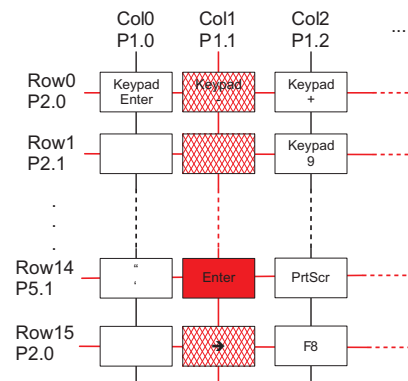 Col0 Col1 Col2
P1.0 P1.1 P1.2 ...
Row0
P2.0
Keypad
Enter
Keypad
-
Keypad
+
Row1
P2.1
Keypad
9
.
.
.
Row14
P5.1
“
‘
Enter
PrtScr
Row15
P2.0
➔
F8